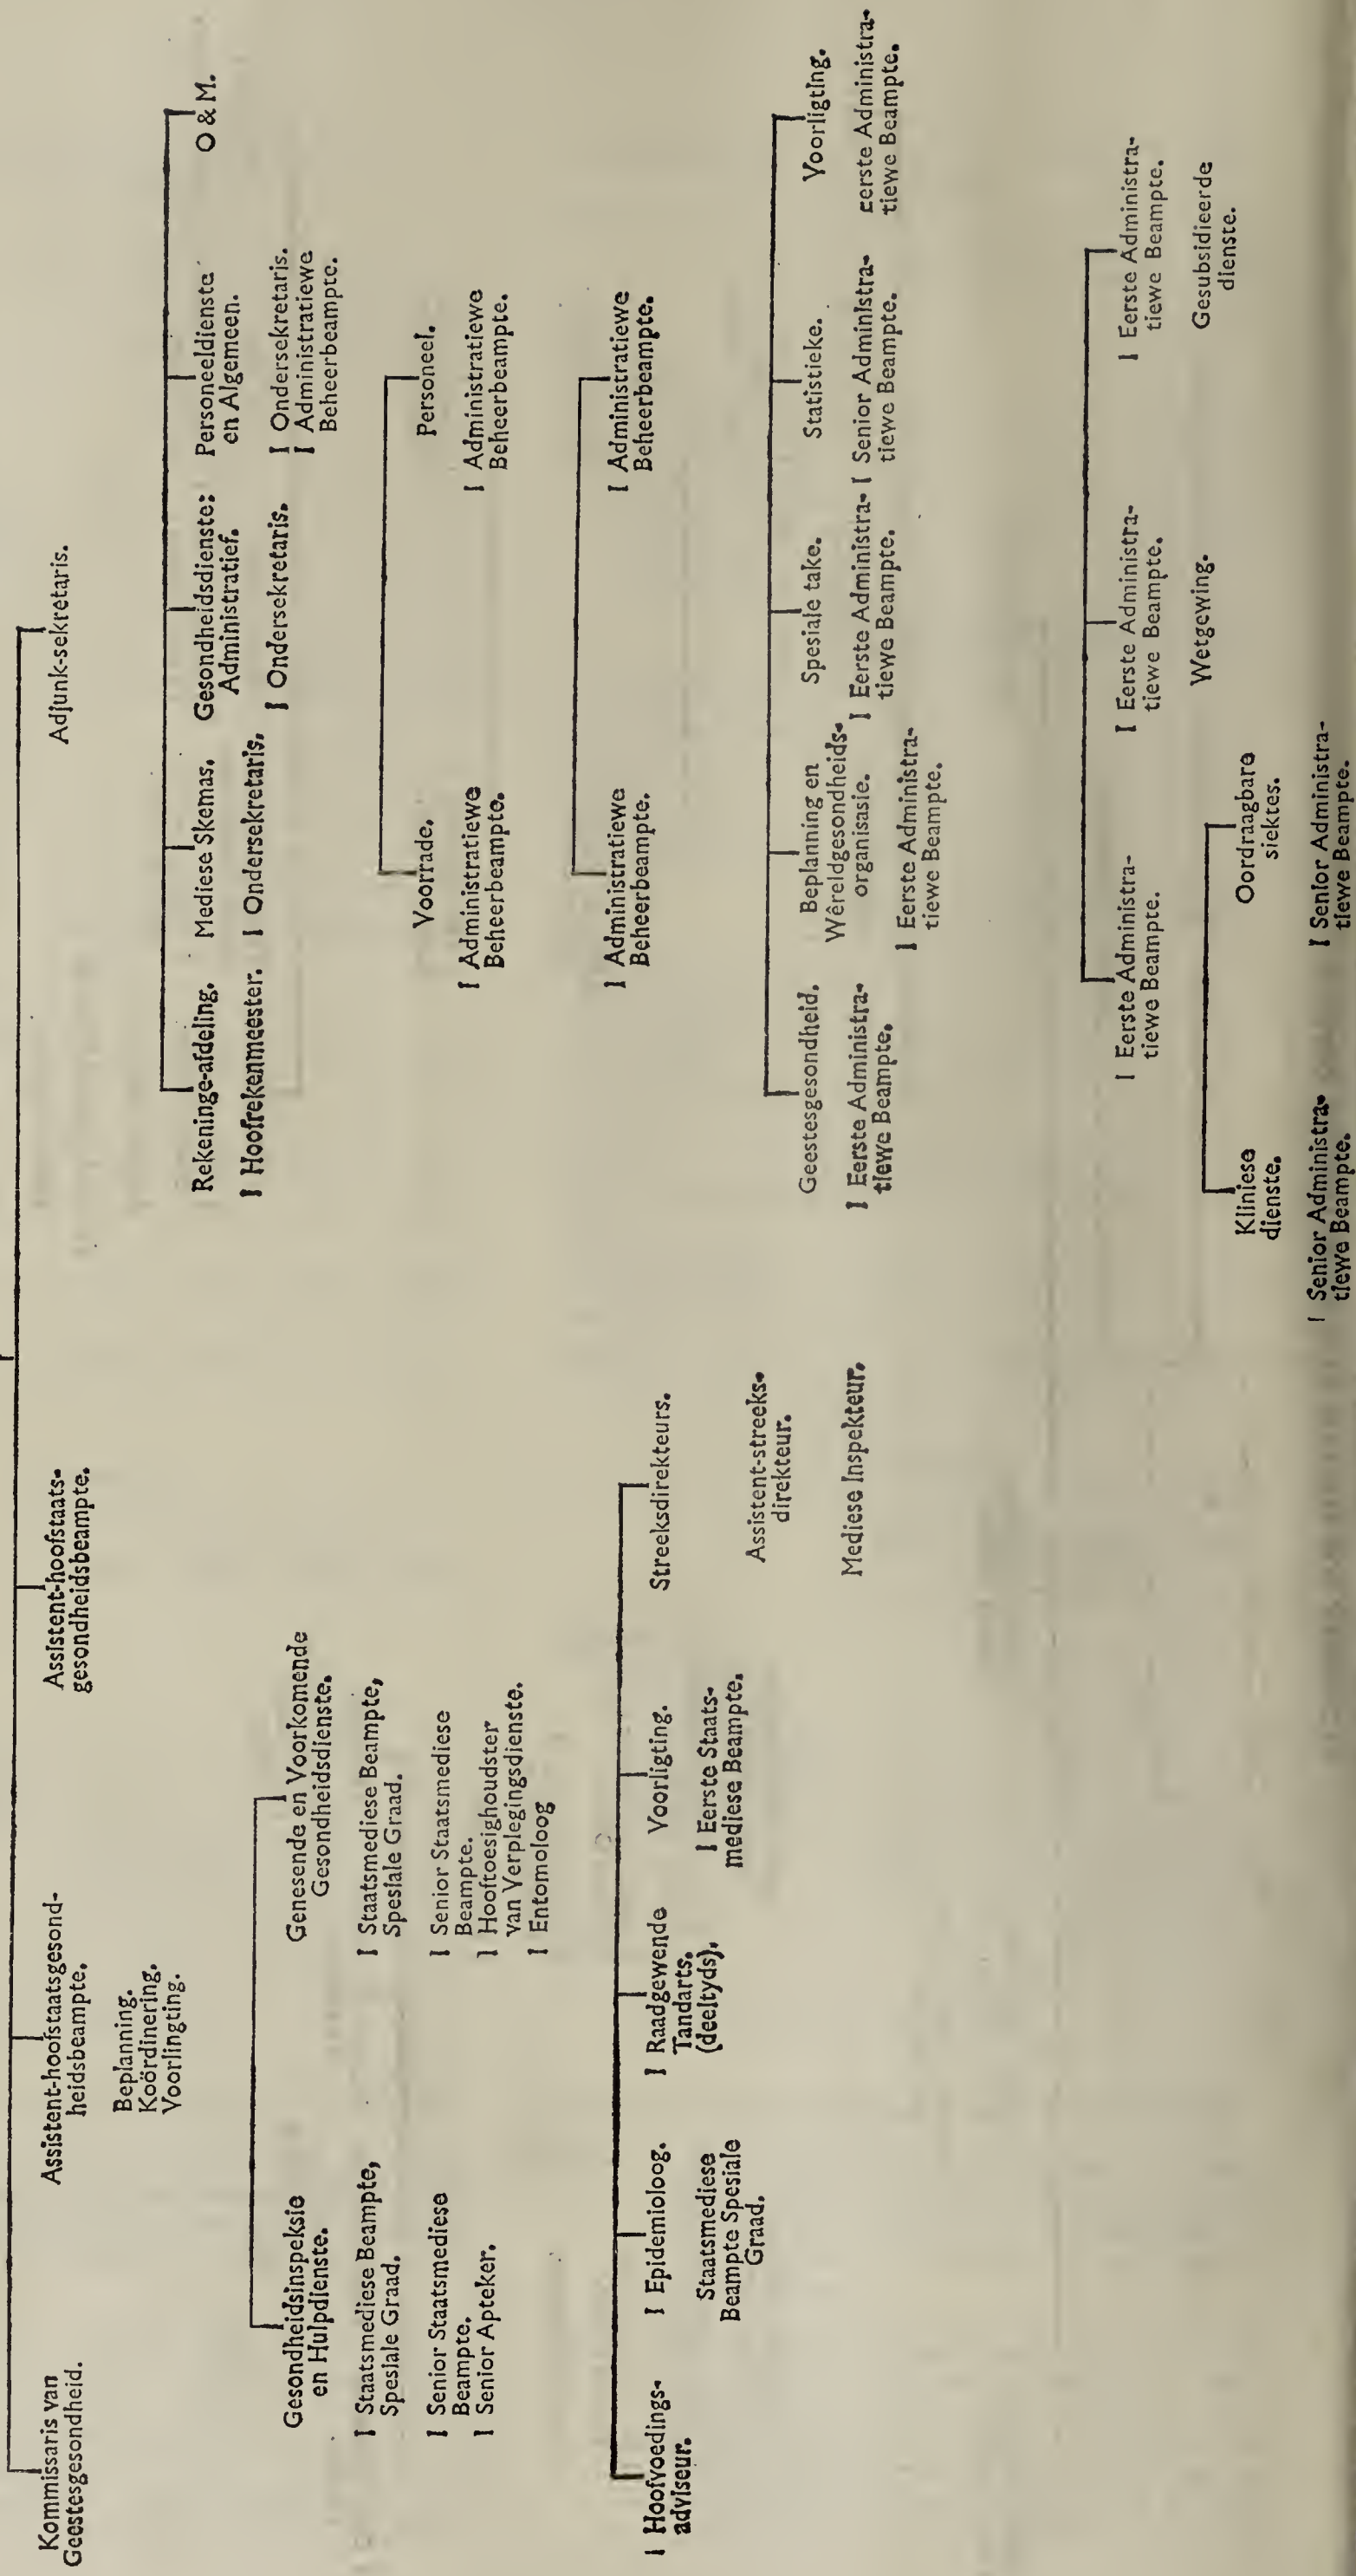 Kommissaris van
Geestesgesondheid.
Assistent-hoofstaatsgesond-
heidsbeampte.
Beplanning.
Koördinering.
Voorlingting.
Assistent-hoofstaats-
gesondheidsbeampte.
Adjunk-sekretaris.
Gesondheidsinspeksie
en Hulpdienste.
1 Staatsmediese Beampte,
Spesiale Graad.
1 Senior Staatsmediese
Beampte.
1 Senior Apteker.
Genesende en Voorkomende
Gesondheidsdienste.
1 Staatsmediese Beampte,
Spesiale Graad.
1 Senior Staatsmediese
Beampte.
1 Hooftoesighoudster
van Verplegingsdienste.
1 Entomoloog
1 Hoofvoedings-
adviseur.
1 Epidemioloog.
Staatsmediese
Beampte Spesiale
Graad.
1 Raadgewende
Tandarts.
(deeltyds).
Voorligting.
1 Eerste Staats-
mediese Beampte.
Streeksdirekteurs.
Assistent-streeks-
direkteur.
Mediese Inspekteur.
Rekeninge-afdeling.
1 Hoofrekenmeester.
Mediese Skemas.
1 Ondersekretaris.
Gesondheidsdienste:
Administratief.
1 Ondersekretaris.
Personeeldienste
en Algemeen.
1 Ondersekretaris.
1 Administratiewe
Beheerbeampte.
O & M.
Voorrade.
1 Administratiewe
Beheerbeampte.
Personeel.
1 Administratiewe
Beheerbeampte.
1 Administratiewe
Beheerbeampte.
1 Administratiewe
Beheerbeampte.
Geestesgesondheid.
1 Eerste Administra-
tiewe Beampte.
Beplanning en
Wêreldgesondheids-
organisasie.
1 Eerste Administra-
tiewe Beampte.
Spesiale take.
1 Eerste Administra-
tiewe Beampte.
Statistieke.
1 Senior Administra-
tiewe Beampte.
Voorligting.
Eerste Administra-
tiewe Beampte.
1 Eerste Administra-
tiewe Beampte.
1 Eerste Administra-
tiewe Beampte.
Wetgewing.
1 Eerste Administra-
tiewe Beampte.
Gesubsidieerde
dienste.
Kliniese
dienste.
1 Senior Administra-
tiewe Beampte.
Oordraagbare
siektes.
1 Senior Administra-
tiewe Beampte.